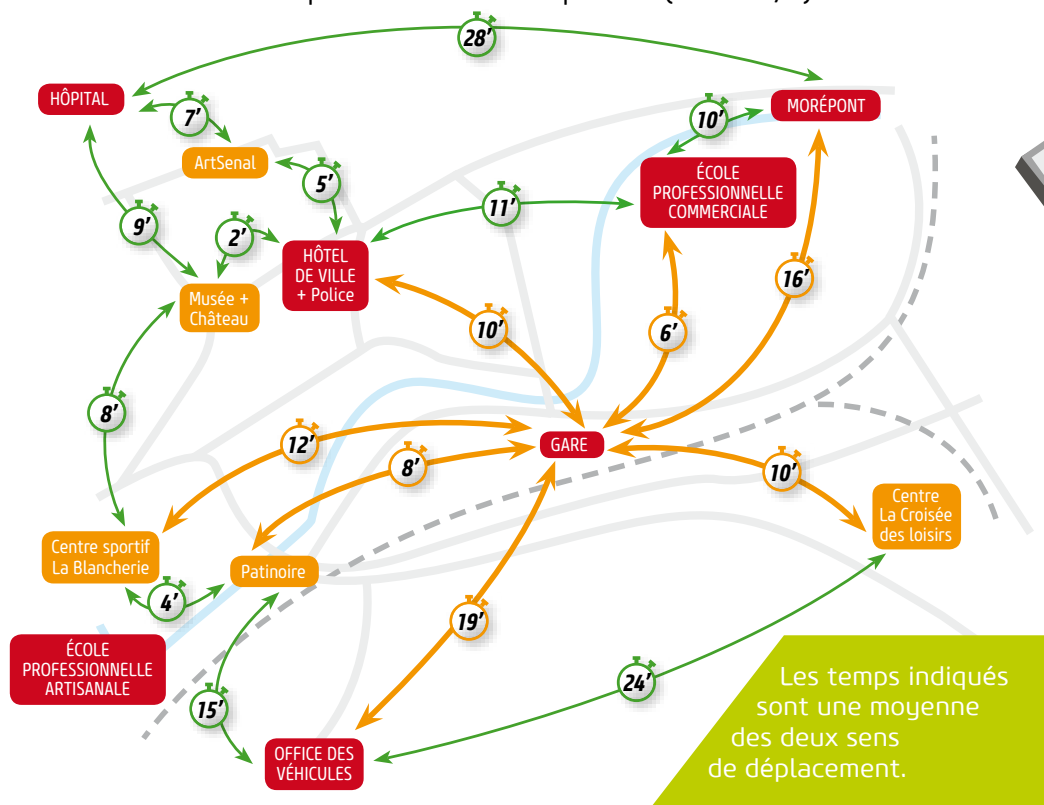 28'
HÔPITAL
MORÉPONT
7'
10'
ArtSenal
ÉCOLE
PROFESSIONNELLE
COMMERCIALE
5'
11'
9'
2'
HÔTEL
DE VILLE
+ Police
16'
Musée +
Château
10'
6'
8'
12'
8'
GARE
10'
Centre
La Croisée
des loisirs
Centre sportif
La Blancherie
Patinoire
4'
19'
ÉCOLE
PROFESSIONNELLE
ARTISANALE
24'
15'
OFFICE DES
VÉHICULES
Les temps indiqués
sont une moyenne
des deux sens
de déplacement.